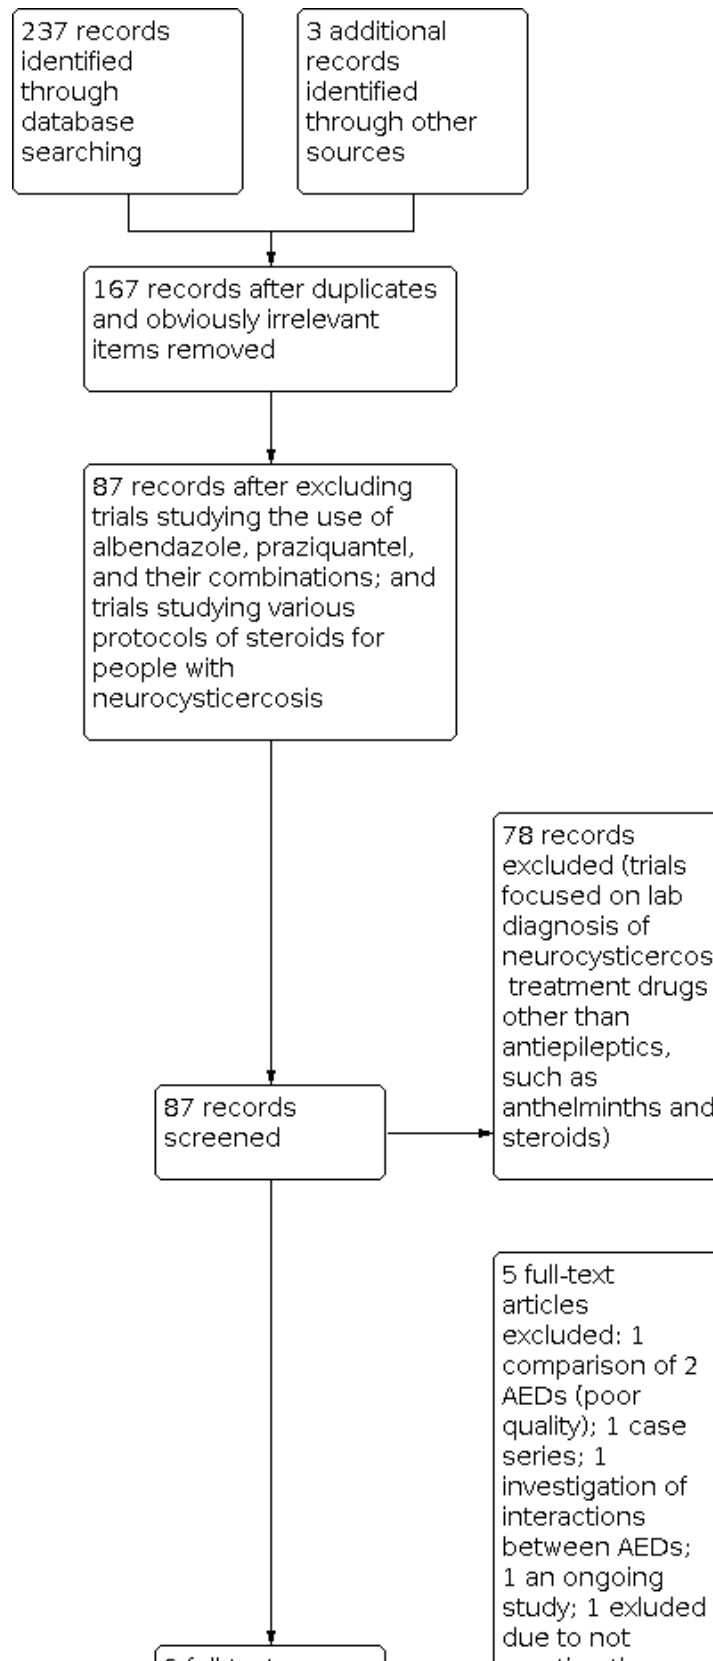 237 records
identified
through
database
searching
3 additional
records
identified
through other
sources
167 records after duplicates
and obviously irrelevant
items removed
87 records after excluding
trials studying the use of
albendazole, praziquantel,
and their combinations; and
trials studying various
protocols of steroids for
people with
neurocysticercosis
78 records
excluded (trials
focused on lab
diagnosis of
neurocysticercos
treatment drugs
other than
antiepileptics,
such as
anthelminths and
steroids)
87 records
screened
5 full-text
articles
excluded: 1
comparison of 2
AEDs (poor
quality); 1 case
series; 1
investigation of
interactions
between AEDs;
1 an ongoing
study; 1 exluded
due to not